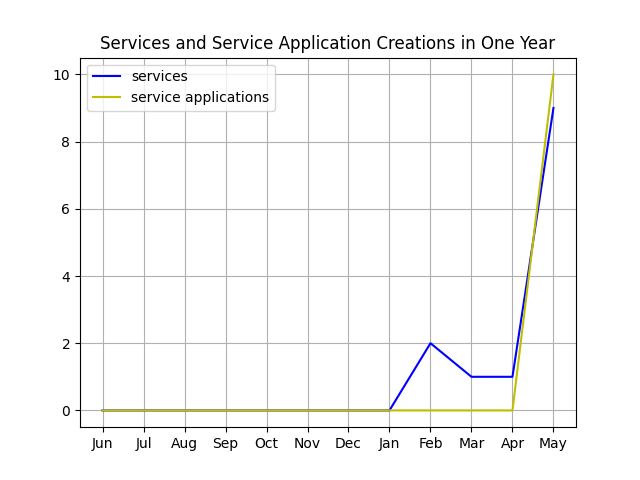 Services and Service Application Creations in One Year
services
service applications
10
8
6
4
2
0
Jun Jul Aug Sep Oct Nov Dec Jan Feb Mar Apr May